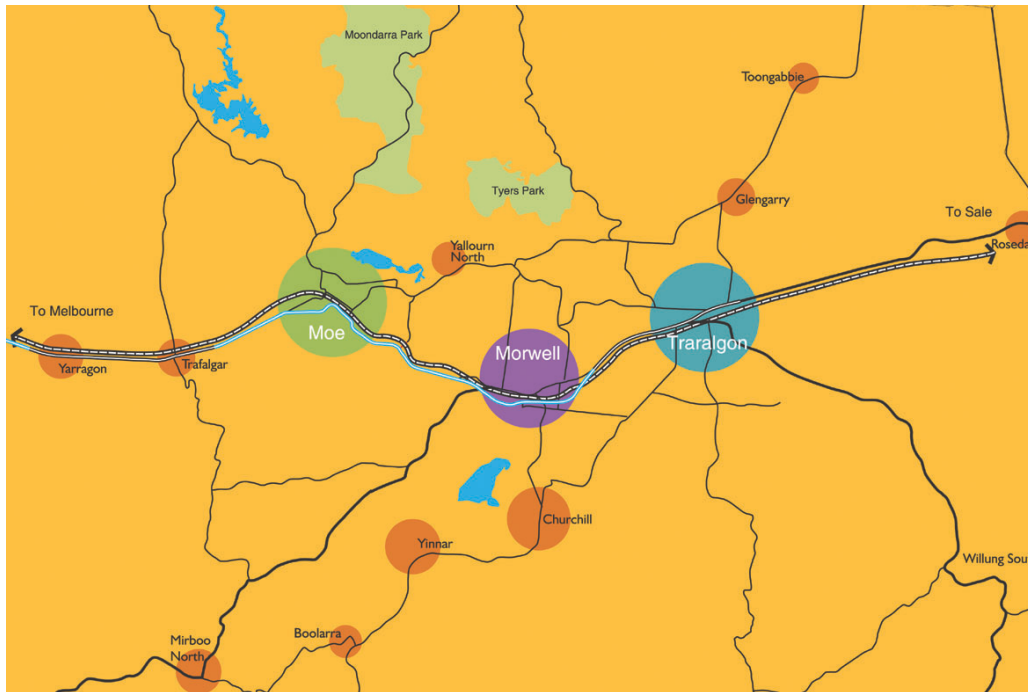 Moondarra Park
Toongabbie
Tyers Park
Glengarry
To Sale
Yallourn
North
Roseda
To Melbourne
Moe
Traralgon
Morwell
Yarragon
Trafalgar
Churchill
Yinnar
Willung Sou
Boolarra
Mirboo
North